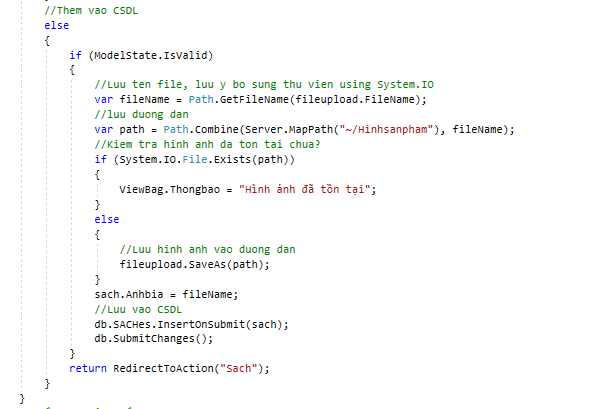 //Them vao CSDL
else
{
if (ModelState.IsValid)
{
//Luu ten file, luu y bo sung thu vien using System.IO
var fileName = Path.GetFileName(fileupload.FileName);
//luu duong dan
var path = Path.Combine(Server.MapPath("~/Hinhsanpham"), fileName);
//Kiem tra hinh anh da ton tai chua?
if (System.IO.File.Exists(path))
{
ViewBag.Thongbao = "Hình ảnh đã tồn tại";
}
else
{
//Luu hinh anh vao duong dan
fileupload.SaveAs(path);
}
sach.Anhbia = fileName;
//Luu vao CSDL
db.SACHes.InsertOnSubmit(sach);
db.SubmitChanges();
}
return RedirectToAction("Sach");
}
}